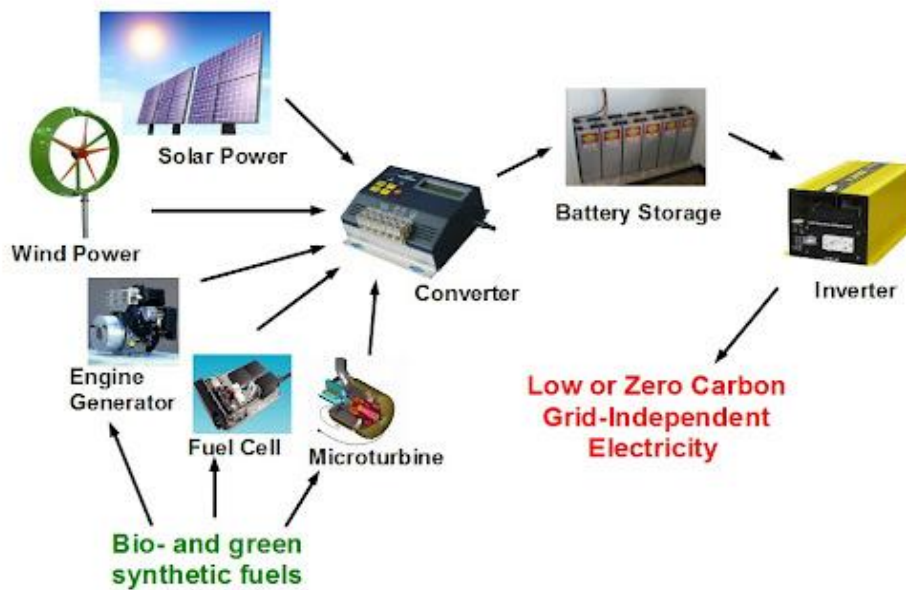 Solar Power
Wind Power
Battery Storage
Converter
Inverter
Engine
Generator
Fuel Cell
Microturbine
Low or Zero Carbon
Grid-Independent
Electricity
Bio- and green
synthetic fuels